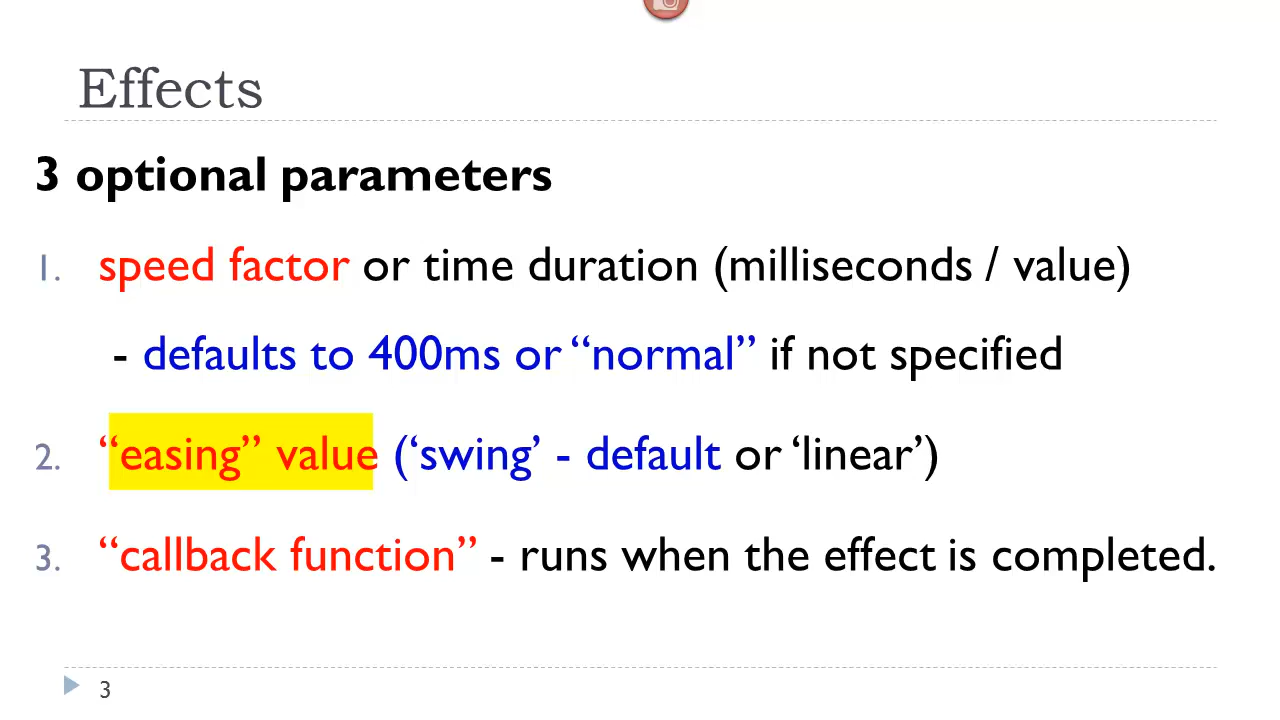 Effects
3 optional parameters
1. speed factor or time duration (milliseconds / value)
- defaults to 400ms or “normal” if not specified
2. “easing” value (‘swing’ - default or ‘linear’)
3. “callback function” - runs when the effect is completed.
3